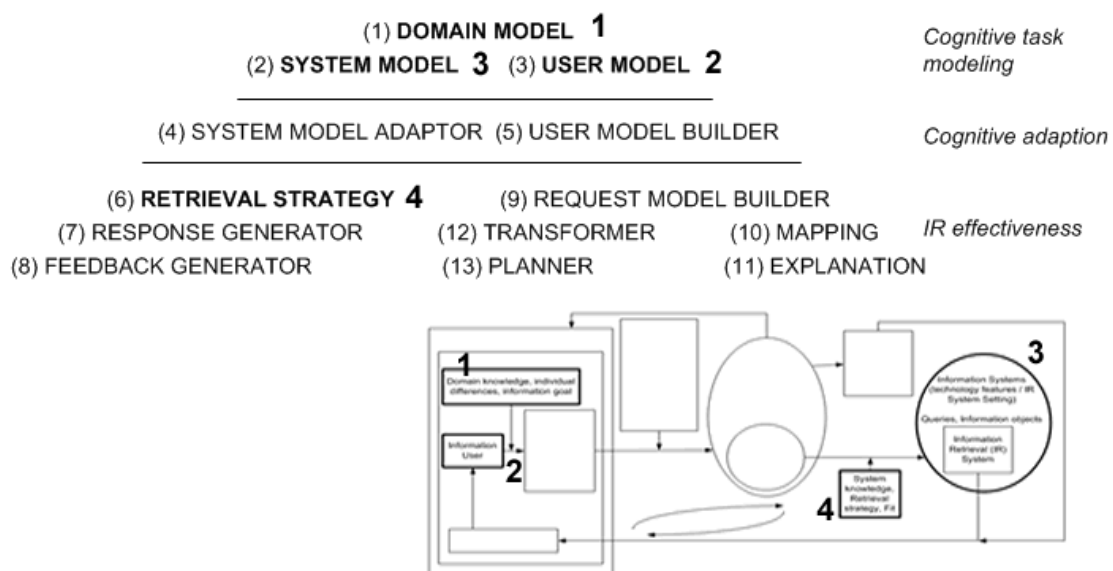 (1) DOMAIN MODEL 1
Cognitive task
modeling
(2) SYSTEM MODEL 3 (3) USER MODEL 2
(4) SYSTEM MODEL ADAPTOR (5) USER MODEL BUILDER
Cognitive adaption
(6) RETRIEVAL STRATEGY 4 (9) REQUEST MODEL BUILDER
(7) RESPONSE GENERATOR (12) TRANSFORMER (10) MAPPING IR effectiveness
(8) FEEDBACK GENERATOR (13) PLANNER (11) EXPLANATION
1
Domain knowledge, individual
differences, information goal
Information
User
2
3
Information Systems
(technology features / IR
System Setting)
Queries, Information objects
Information
Retrieval (IR)
System
4
System
knowledge,
Retrieval
strategy, Fit